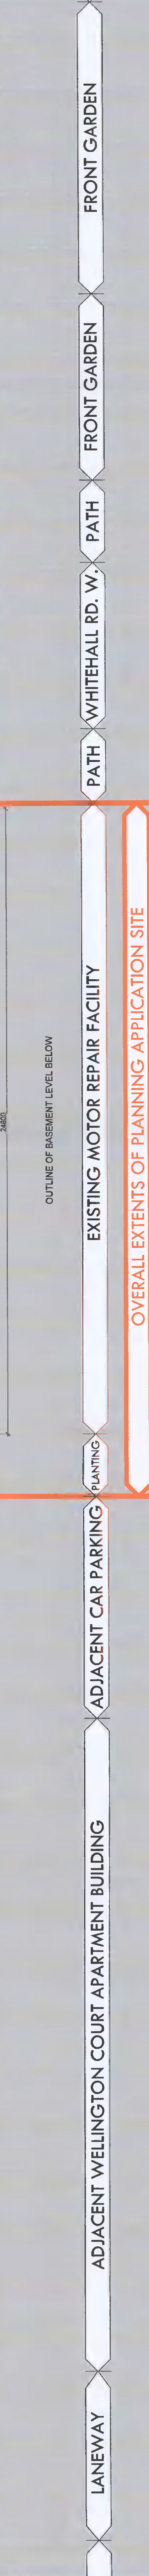 FRONT GARDEN
FRONT GARDEN
PATH
WHITEHALL RD. W.
PATH
24800
OUTLINE OF BASEMENT LEVEL BELOW
EXISTING MOTOR REPAIR FACILITY
OVERALL EXTENTS OF PLANNING APPLICATION SITE
PLANTING
ADJACENT CAR PARKING
ADJACENT WELLINGTON COURT APARTMENT BUILDING
LANEWAY